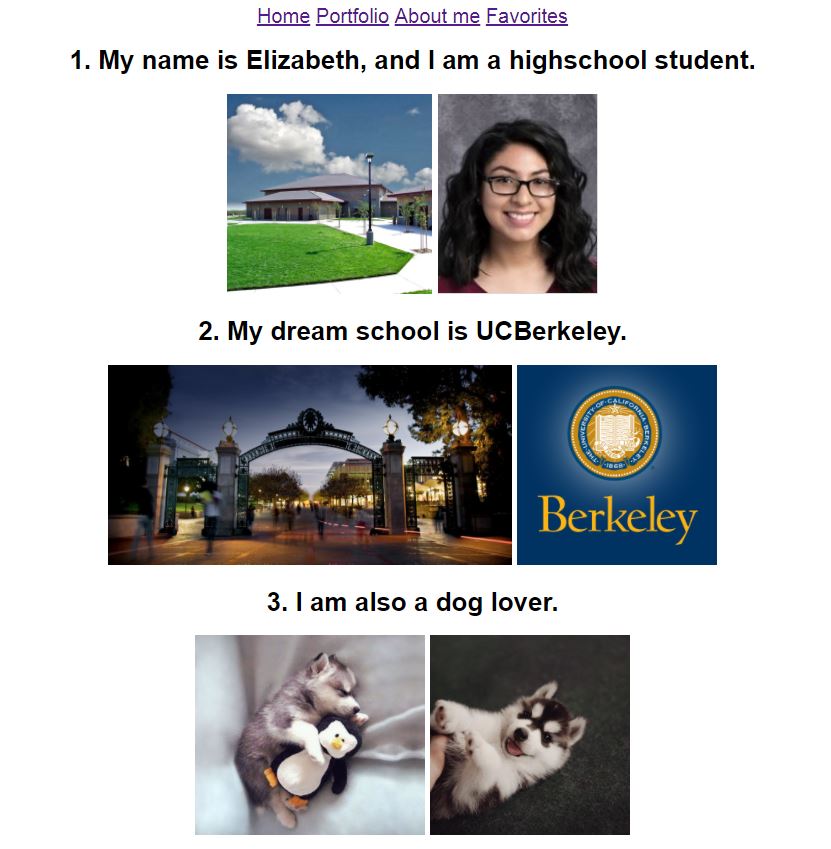 Home Portfolio About me Favorites
1. My name is Elizabeth, and I am a highschool student.
2. My dream school is UCBerkeley.
THE·UNIVERSITY·OF·CALIFORNIA·BERKELEY·
·1868·
Berkeley
3. I am also a dog lover.